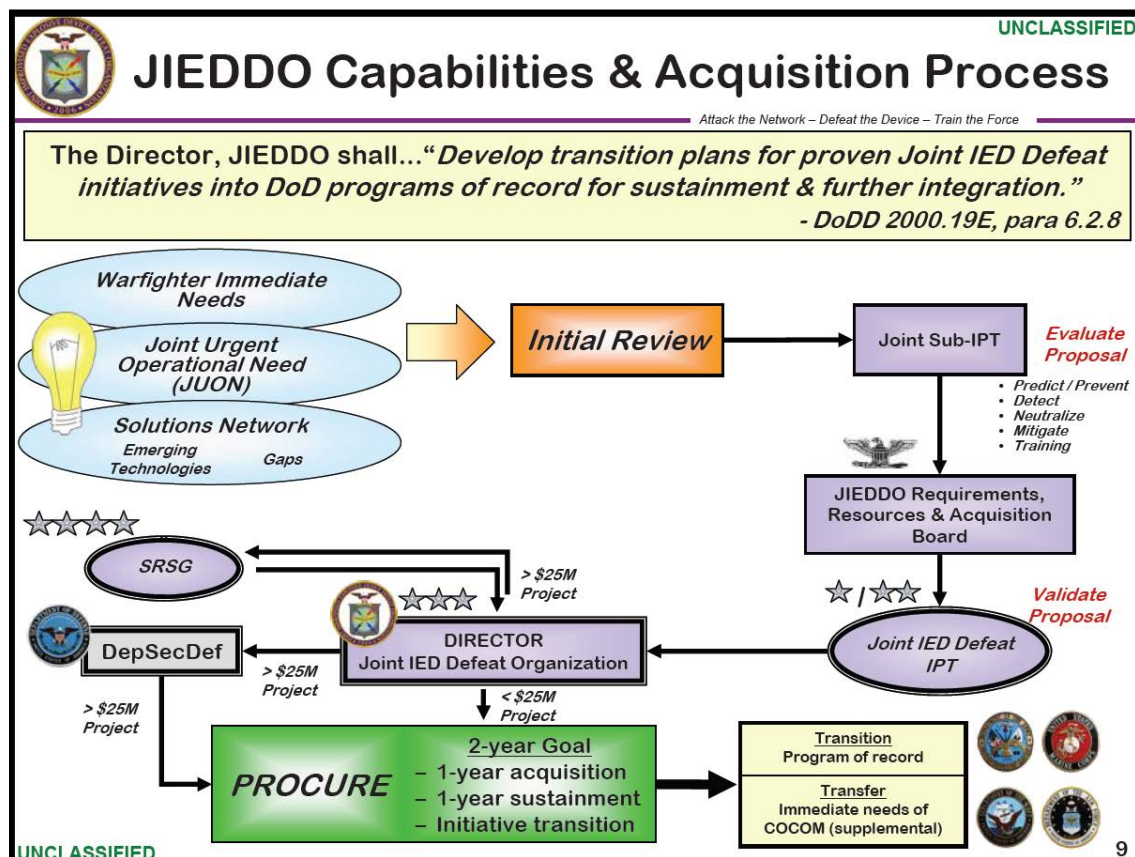 UNCLASSIFIED
JIEDDO Capabilities & Acquisition Process
Attack the Network – Defeat the Device – Train the Force
The Director, JIEDDO shall...“Develop transition plans for proven Joint IED Defeat
initiatives into DoD programs of record for sustainment & further integration.”
- DoDD 2000.19E, para 6.2.8
Warfighter Immediate
Needs
Joint Urgent
Operational Need
(JUON)
Solutions Network
Emerging
Technologies
Gaps
Initial Review
Joint Sub-IPT
Evaluate
Proposal
• Predict / Prevent
• Detect
• Neutralize
• Mitigate
• Training
JIEDDO Requirements,
Resources & Acquisition
Board
Validate
Proposal
/
Joint IED Defeat
IPT
SRSG
> $25M
Project
DIRECTOR
Joint IED Defeat Organization
DepSecDef
> $25M
Project
> $25M
Project
< $25M
Project
PROCURE
2-year Goal
– 1-year acquisition
– 1-year sustainment
– Initiative transition
Transition
Program of record
Transfer
Immediate needs of
COCOM (supplemental)
UNCLASSIFIED
9